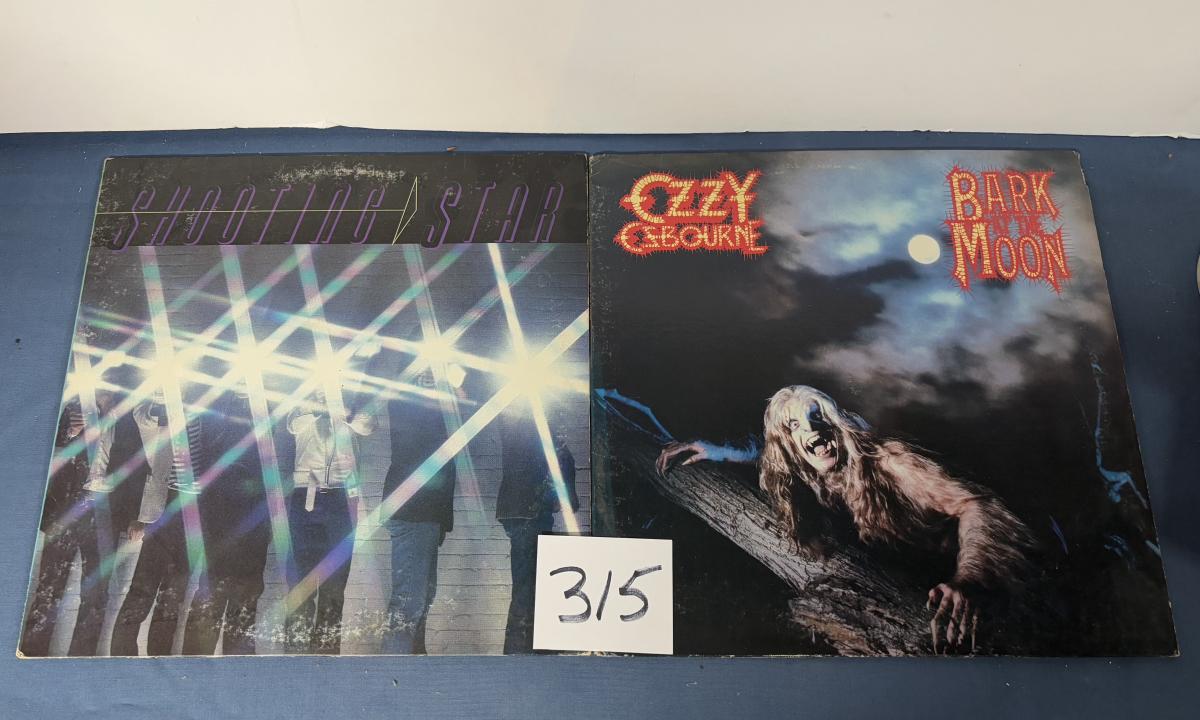 SHOOTING STAR
OZZY
OSBOURNE
BARK
AT THE
MOON
315